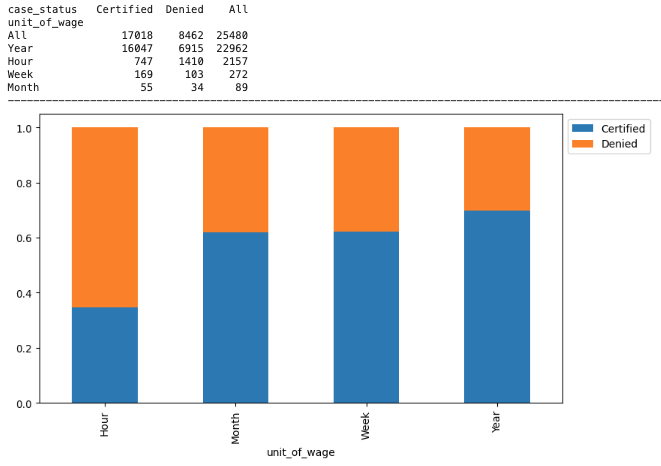 case_status Certified Denied All
unit_of_wage
All 17018 8462 25480
Year 16047 6915 22962
Hour 747 1410 2157
Week 169 103 272
Month 55 34 89
Certified
Denied
1.0
0.8
0.6
0.4
0.2
0.0
Hour
Month
Week
Year
unit_of_wage